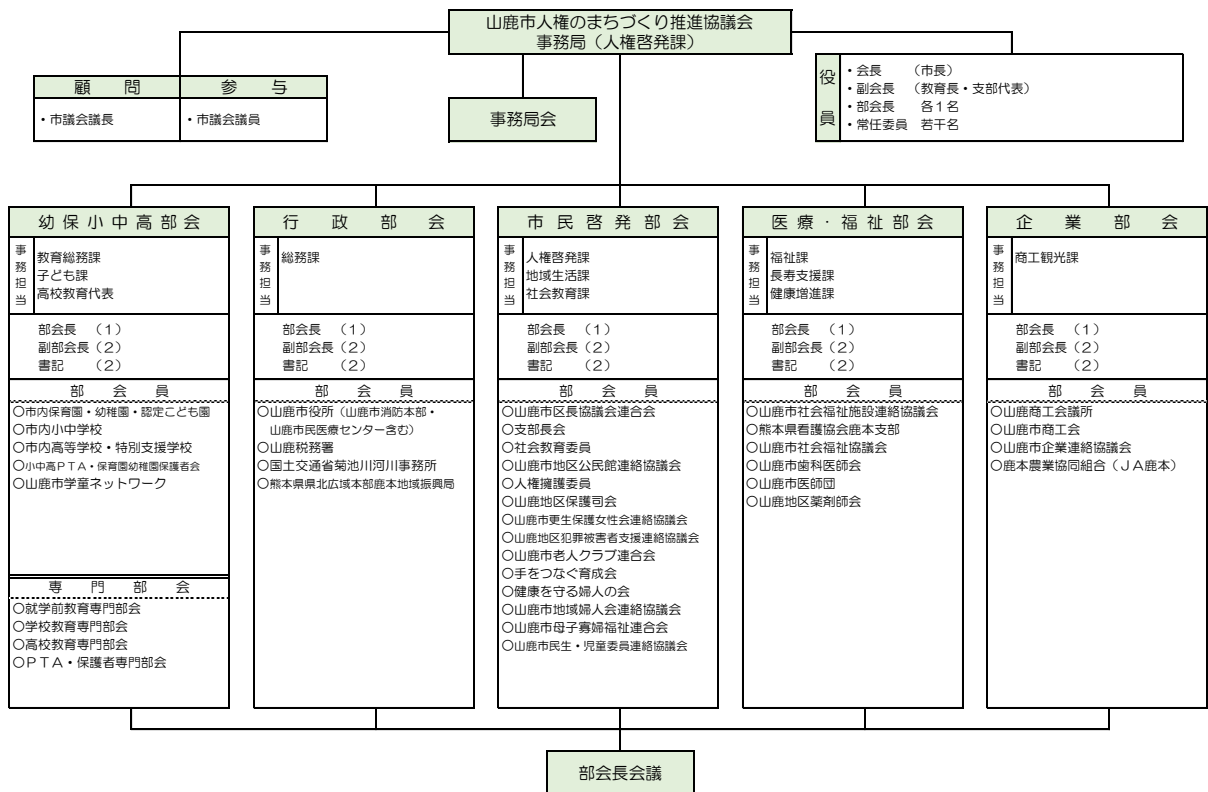 山鹿市人権のまちづくり推進協議会
事務局（人権啓発課）
顧問
参与
・市議会議長
・市議会議員
事務局会
役員
・会長　（市長）
・副会長　（教育長・支部代表）
・部会長　各１名
・常任委員　若干名
幼保小中高部会
事務担当
教育総務課
子ども課
高校教育代表
部会長　（１）
副部会長（２）
書記　　（２）
部会員
○市内保育園・幼稚園・認定こども園
○市内小中学校
○市内高等学校・特別支援学校
○小中高ＰＴＡ・保育園幼稚園保護者会
○山鹿市学童ネットワーク
専門部会
○就学前教育専門部会
○学校教育専門部会
○高校教育専門部会
○ＰＴＡ・保護者専門部会
行政部会
事務担当
総務課
部会長　（１）
副部会長（２）
書記　　（２）
部会員
○山鹿市役所（山鹿市消防本部・
山鹿市民医療センター含む）
○山鹿税務署
○国土交通省菊池川河川事務所
○熊本県県北広域本部鹿本地域振興局
市民啓発部会
事務担当
人権啓発課
地域生活課
社会教育課
部会長　（１）
副部会長（２）
書記　　（２）
部会員
○山鹿市区長協議会連合会
○支部長会
○社会教育委員
○山鹿市地区公民館連絡協議会
○人権擁護委員
○山鹿地区保護司会
○山鹿市更生保護女性会連絡協議会
○山鹿地区犯罪被害者支援連絡協議会
○山鹿市老人クラブ連合会
○手をつなぐ育成会
○健康を守る婦人の会
○山鹿市地域婦人会連絡協議会
○山鹿市母子寡婦福祉連合会
○山鹿市民生・児童委員連絡協議会
医療・福祉部会
事務担当
福祉課
長寿支援課
健康増進課
部会長　（１）
副部会長（２）
書記　　（２）
部会員
○山鹿市社会福祉施設連絡協議会
○熊本県看護協会鹿本支部
○山鹿市社会福祉協議会
○山鹿市歯科医師会
○山鹿市医師団
○山鹿地区薬剤師会
企業部会
事務担当
商工観光課
部会長　（１）
副部会長（２）
書記　　（２）
部会員
○山鹿商工会議所
○山鹿市商工会
○山鹿市企業連絡協議会
○鹿本農業協同組合（ＪＡ鹿本）
部会長会議